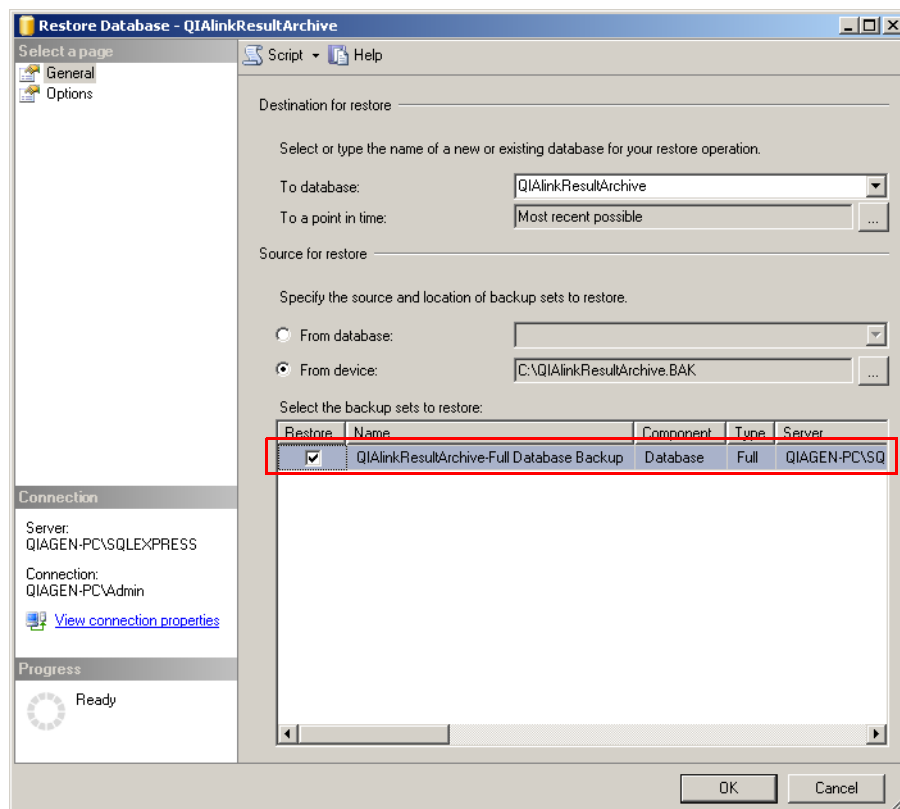 Restore Database - QIAlinkResultArchive
Select a page
General
Options
Script
Help
Destination for restore
Select or type the name of a new or existing database for your restore operation.
To database:
QIAlinkResultArchive
To a point in time:
Most recent possible
...
Source for restore
Specify the source and location of backup sets to restore.
From database:
From device:
C:\QIAlinkResultArchive.BAK
...
Select the backup sets to restore:
Restore Name Component Type Server
QIAlinkResultArchive-Full Database Backup Database Full QIAGEN-PC\SQ
Connection
Server:
QIAGEN-PC\SQLEXPRESS
Connection:
QIAGEN-PC\Admin
View connection properties
Progress
Ready
OK Cancel